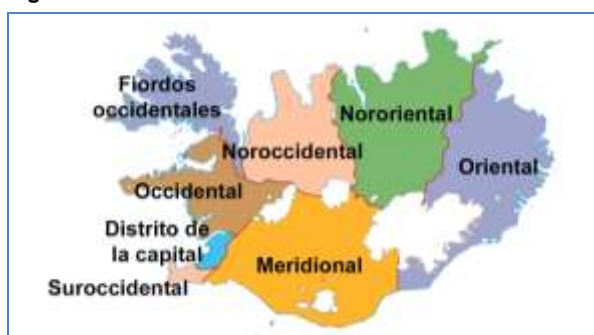 Fiordos
occidentales
Nororiental
Noroccidental
Oriental
Occidental
Distrito de
la capital
Meridional
Suroccidental